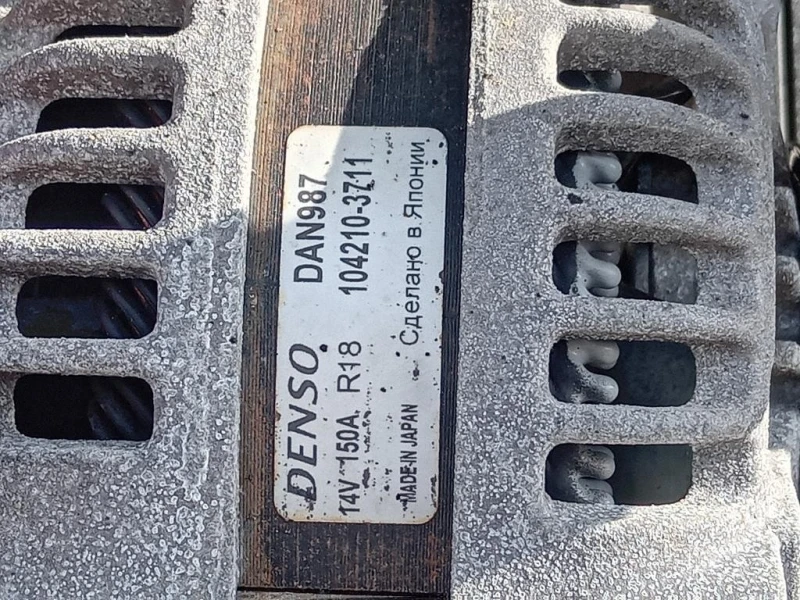 DENSO DAN987
14V 150A R18 104210-3711
MADE IN JAPAN Сделано в Японии